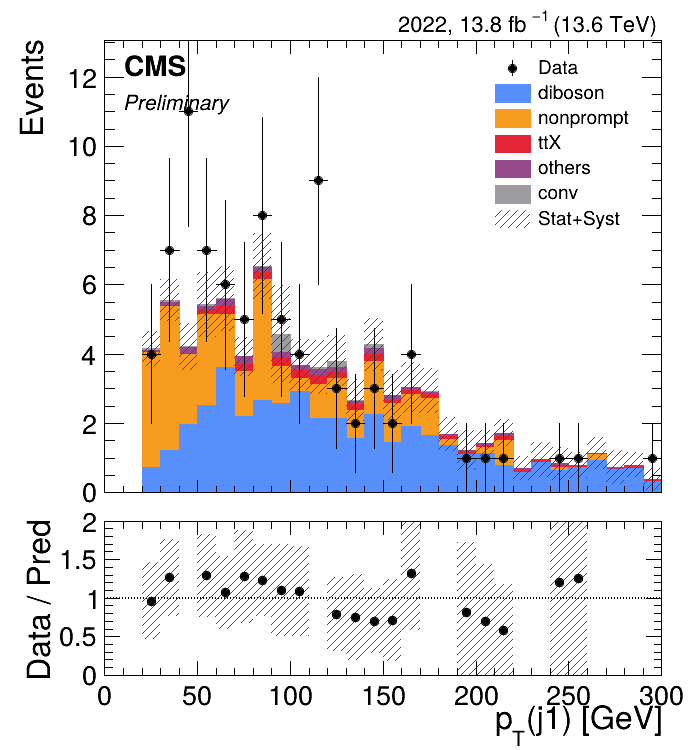 2022, 13.8 fb⁻¹ (13.6 TeV)
Events
CMS
Preliminary
Data
diboson
nonprompt
ttX
others
conv
Stat+Syst
12
10
8
6
4
2
0
Data / Pred
2
1.5
1
0.5
0
0 50 100 150 200 250 300
p_T(j1) [GeV]